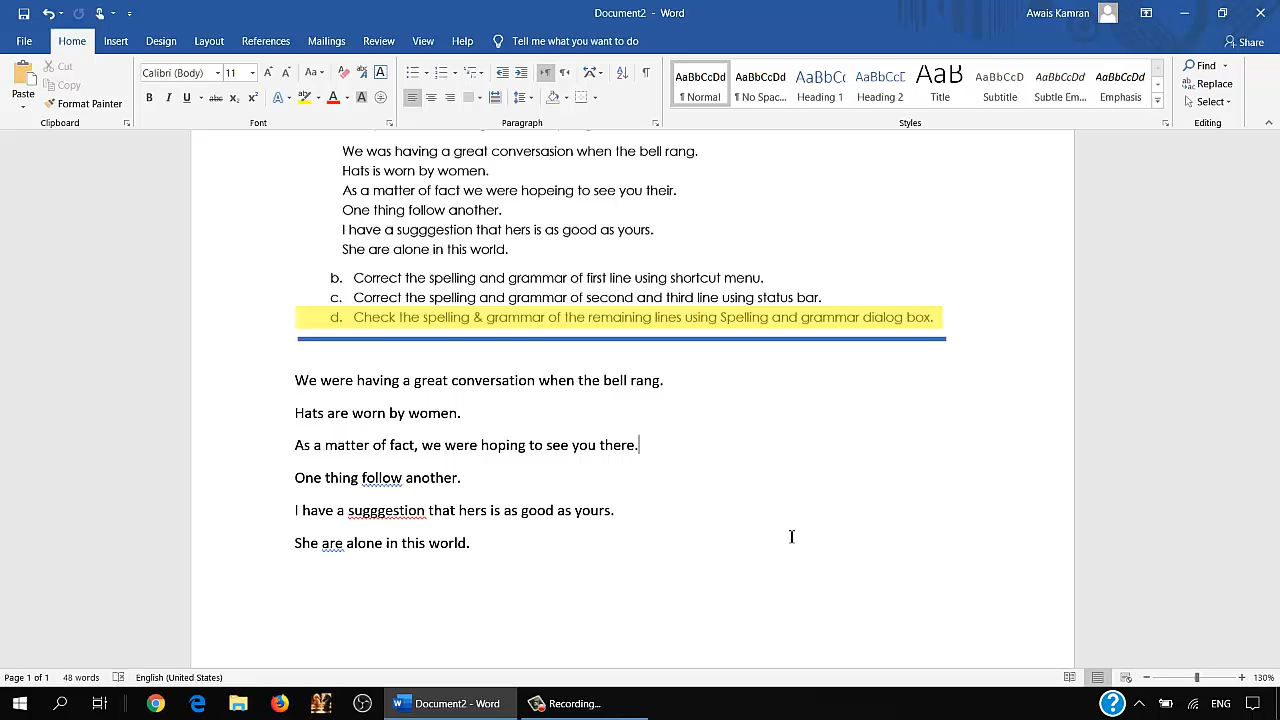 Document2 - Word
Awais Kamran
File Home Insert Design Layout References Mailings Review View Help Tell me what you want to do Share
Paste
Cut
Copy
Format Painter
Clipboard
Calibri (Body) 11
Font
Paragraph
AaBbCcDd ¶ Normal
AaBbCcDd ¶ No Spac...
AaBbCc Heading 1
AaBbCcD Heading 2
AaB Title
AaBbCcD Subtitle
AaBbCcDd Subtle Em...
AaBbCcDd Emphasis
Styles
Find
Replace
Select
Editing
We was having a great conversasion when the bell rang.
Hats is worn by women.
As a matter of fact we were hopeing to see you their.
One thing follow another.
I have a sugggestion that hers is as good as yours.
She are alone in this world.
b. Correct the spelling and grammar of first line using shortcut menu.
c. Correct the spelling and grammar of second and third line using status bar.
d. Check the spelling & grammar of the remaining lines using Spelling and grammar dialog box.
We were having a great conversation when the bell rang.
Hats are worn by women.
As a matter of fact, we were hoping to see you there.
One thing follow another.
I have a sugggestion that hers is as good as yours.
She are alone in this world.
Page 1 of 1 48 words English (United States) 130%
Document2 - Word Recording... ENG